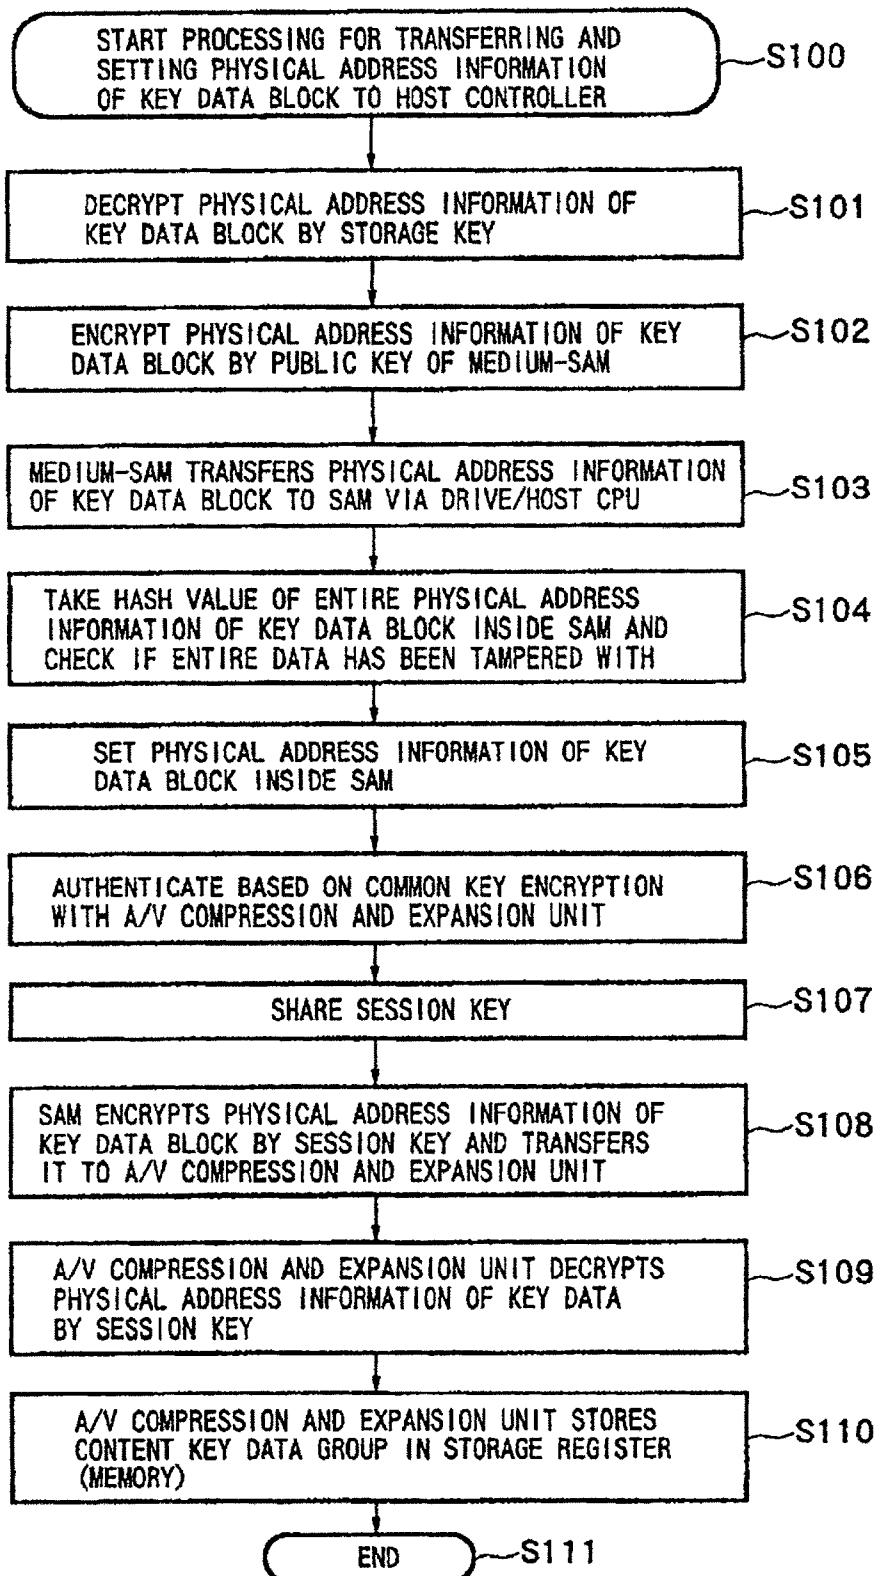 START PROCESSING FOR TRANSFERRING AND
SETTING PHYSICAL ADDRESS INFORMATION
OF KEY DATA BLOCK TO HOST CONTROLLER
S100
DECRYPT PHYSICAL ADDRESS INFORMATION OF
KEY DATA BLOCK BY STORAGE KEY
S101
ENCRYPT PHYSICAL ADDRESS INFORMATION OF KEY
DATA BLOCK BY PUBLIC KEY OF MEDIUM-SAM
S102
MEDIUM-SAM TRANSFERS PHYSICAL ADDRESS INFORMATION
OF KEY DATA BLOCK TO SAM VIA DRIVE/HOST CPU
S103
TAKE HASH VALUE OF ENTIRE PHYSICAL ADDRESS
INFORMATION OF KEY DATA BLOCK INSIDE SAM AND
CHECK IF ENTIRE DATA HAS BEEN TAMPERED WITH
S104
SET PHYSICAL ADDRESS INFORMATION OF KEY
DATA BLOCK INSIDE SAM
S105
AUTHENTICATE BASED ON COMMON KEY ENCRYPTION
WITH A/V COMPRESSION AND EXPANSION UNIT
S106
SHARE SESSION KEY
S107
SAM ENCRYPTS PHYSICAL ADDRESS INFORMATION OF
KEY DATA BLOCK BY SESSION KEY AND TRANSFERS
IT TO A/V COMPRESSION AND EXPANSION UNIT
S108
A/V COMPRESSION AND EXPANSION UNIT DECRYPTS
PHYSICAL ADDRESS INFORMATION OF KEY DATA
BY SESSION KEY
S109
A/V COMPRESSION AND EXPANSION UNIT STORES
CONTENT KEY DATA GROUP IN STORAGE REGISTER
(MEMORY)
S110
END
S111